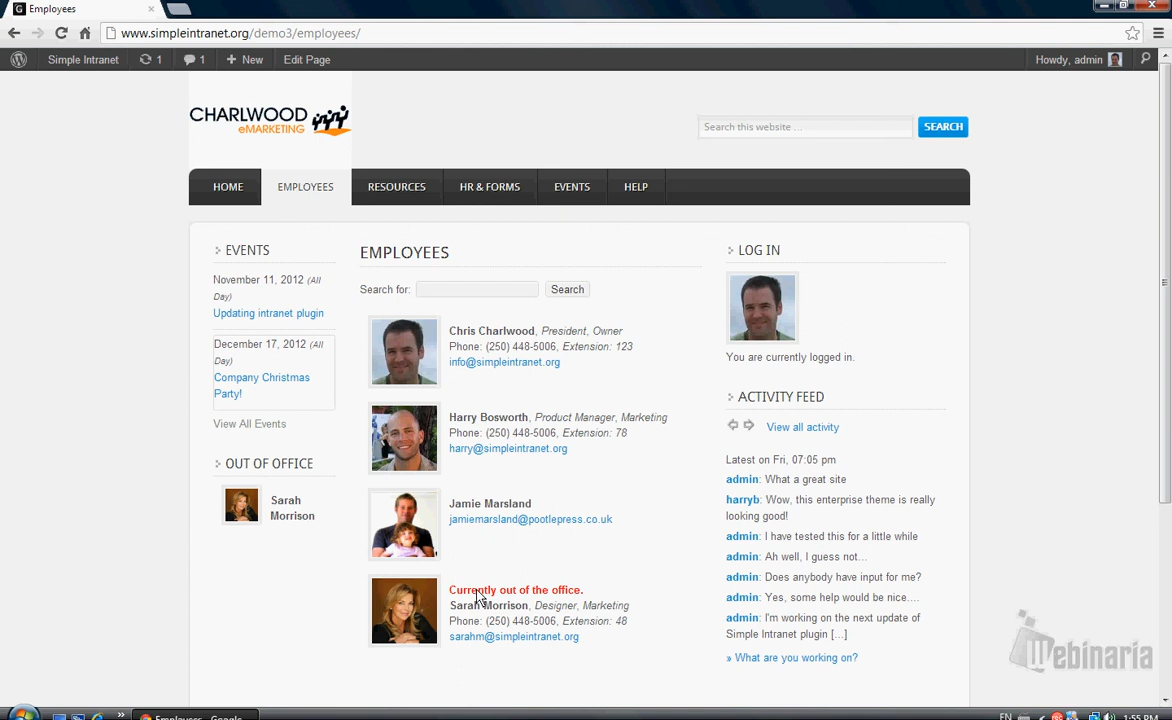 Employees
www.simpleintranet.org/demo3/employees/
Simple Intranet
1
1
+ New
Edit Page
Howdy, admin
CHARLWOOD
eMARKETING
Search this website ...
SEARCH
HOME
EMPLOYEES
RESOURCES
HR & FORMS
EVENTS
HELP
EVENTS
November 11, 2012 (All
Day)
Updating intranet plugin
December 17, 2012 (All
Day)
Company Christmas
Party!
View All Events
OUT OF OFFICE
Sarah
Morrison
EMPLOYEES
Search for:
Search
Chris Charlwood, President, Owner
Phone: (250) 448-5006, Extension: 123
info@simpleintranet.org
Harry Bosworth, Product Manager, Marketing
Phone: (250) 448-5006, Extension: 78
harry@simpleintranet.org
Jamie Marsland
jamiemarsland@pootlepress.co.uk
Currently out of the office.
Sarah Morrison, Designer, Marketing
Phone: (250) 448-5006, Extension: 48
sarahm@simpleintranet.org
LOG IN
You are currently logged in.
ACTIVITY FEED
View all activity
Latest on Fri, 07:05 pm
admin: What a great site
harryb: Wow, this enterprise theme is really
looking good!
admin: I have tested this for a little while
admin: Ah well, I guess not...
admin: Does anybody have input for me?
admin: Yes, some help would be nice....
admin: I'm working on the next update of
Simple Intranet plugin [...]
» What are you working on?
Webinaria
Employees - Google
EN
1:55 PM